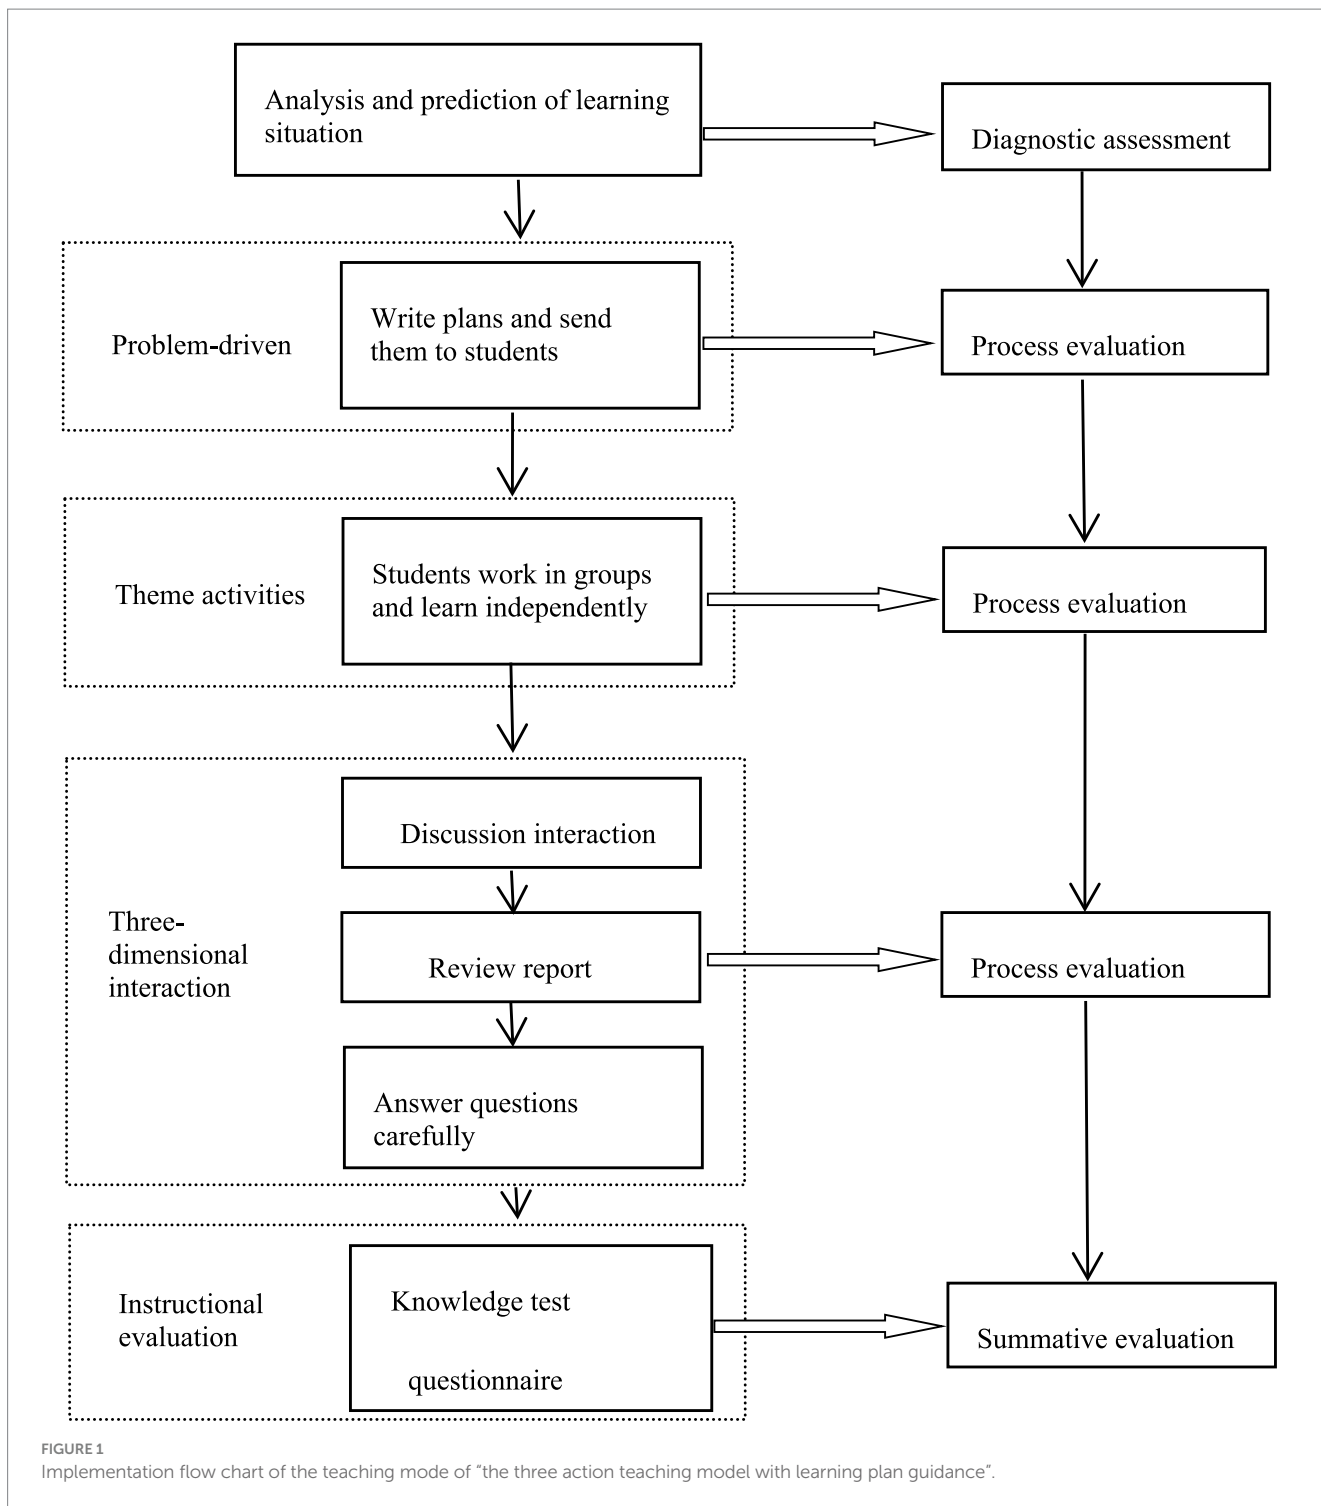 Analysis and prediction of learning
situation
Diagnostic assessment
Problem-driven
Write plans and send
them to students
Process evaluation
Theme activities
Students work in groups
and learn independently
Process evaluation
Three-
dimensional
interaction
Discussion interaction
Review report
Answer questions
carefully
Process evaluation
Instructional
evaluation
Knowledge test
questionnaire
Summative evaluation
FIGURE 1
Implementation flow chart of the teaching mode of “the three action teaching model with learning plan guidance”.